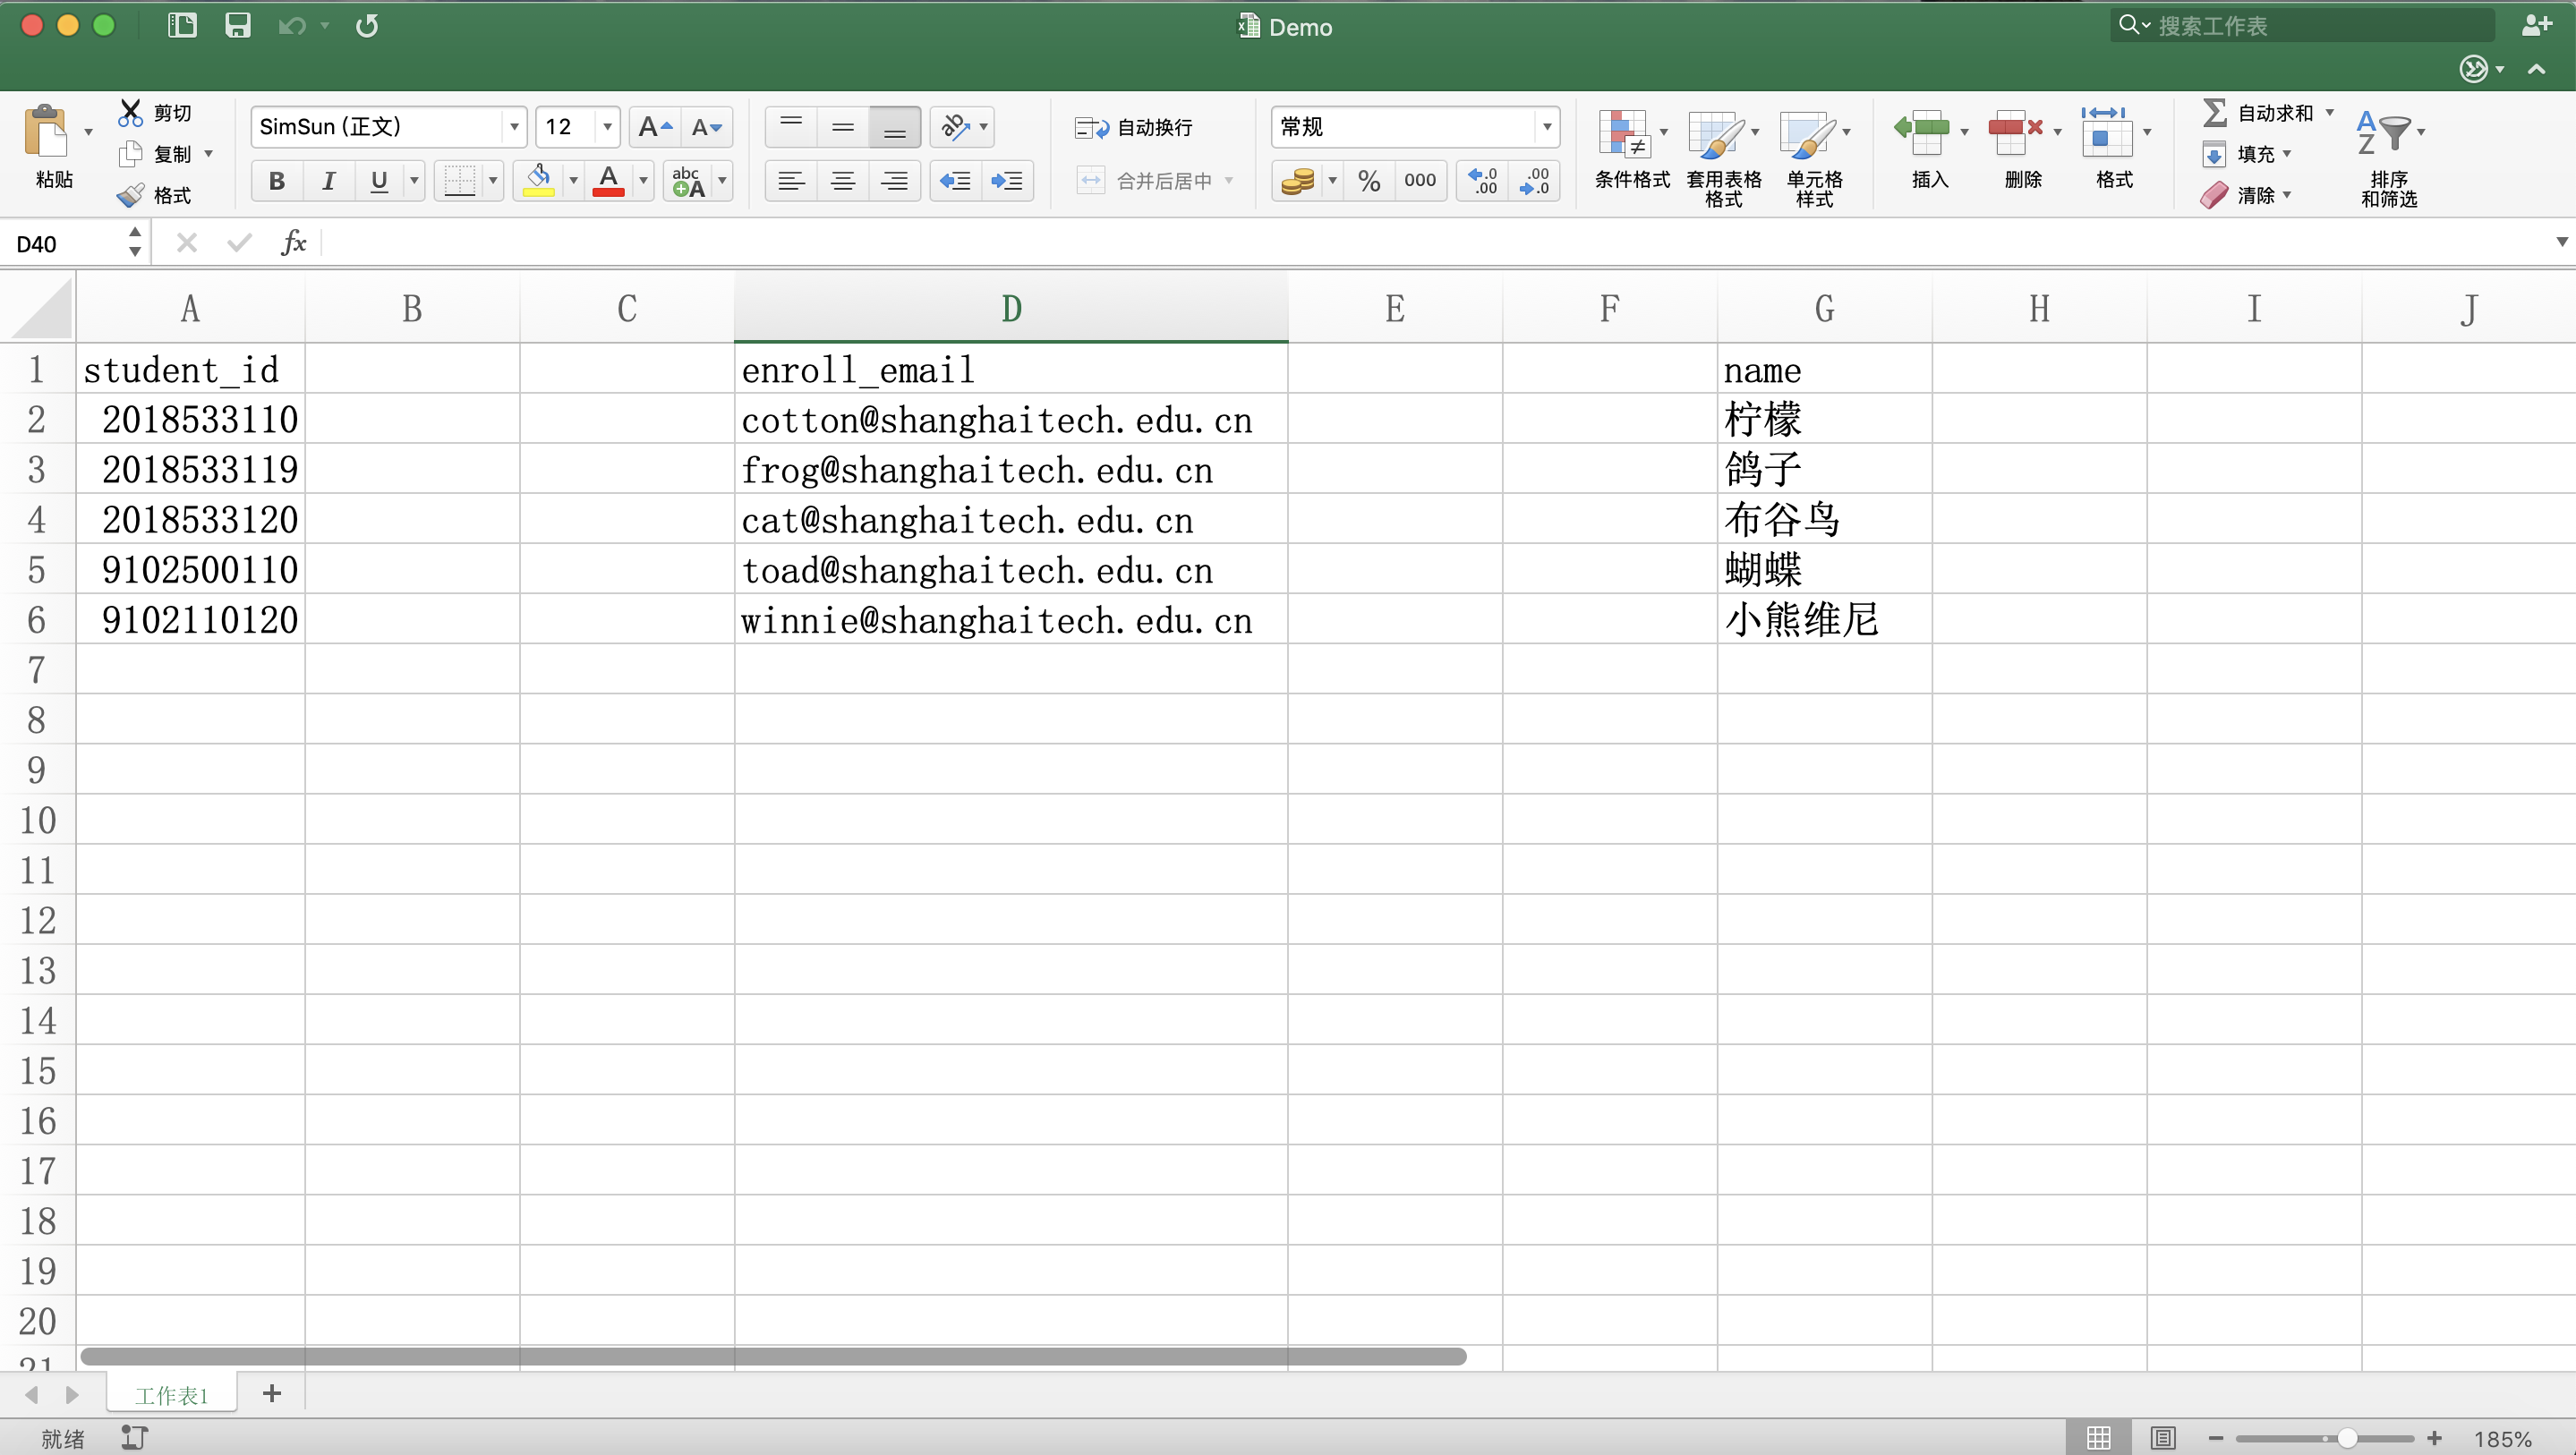 Demo
搜索工作表
粘贴
剪切
复制
格式
SimSun (正文)
12
A A
B I U A abc A
ab
自动换行
合并后居中
常规
% 000 .0 .00 .00 .0
条件格式
套用表格
格式
单元格
样式
插入
删除
格式
自动求和
填充
清除
A
Z
排序
和筛选
D40
fx
A B C D E F G H I J
1 student_id enroll_email name
2 2018533110 cotton@shanghaitech.edu.cn 柠檬
3 2018533119 frog@shanghaitech.edu.cn 鸽子
4 2018533120 cat@shanghaitech.edu.cn 布谷鸟
5 9102500110 toad@shanghaitech.edu.cn 蝴蝶
6 9102110120 winnie@shanghaitech.edu.cn 小熊维尼
7
8
9
10
11
12
13
14
15
16
17
18
19
20
21
工作表1
就绪
185%